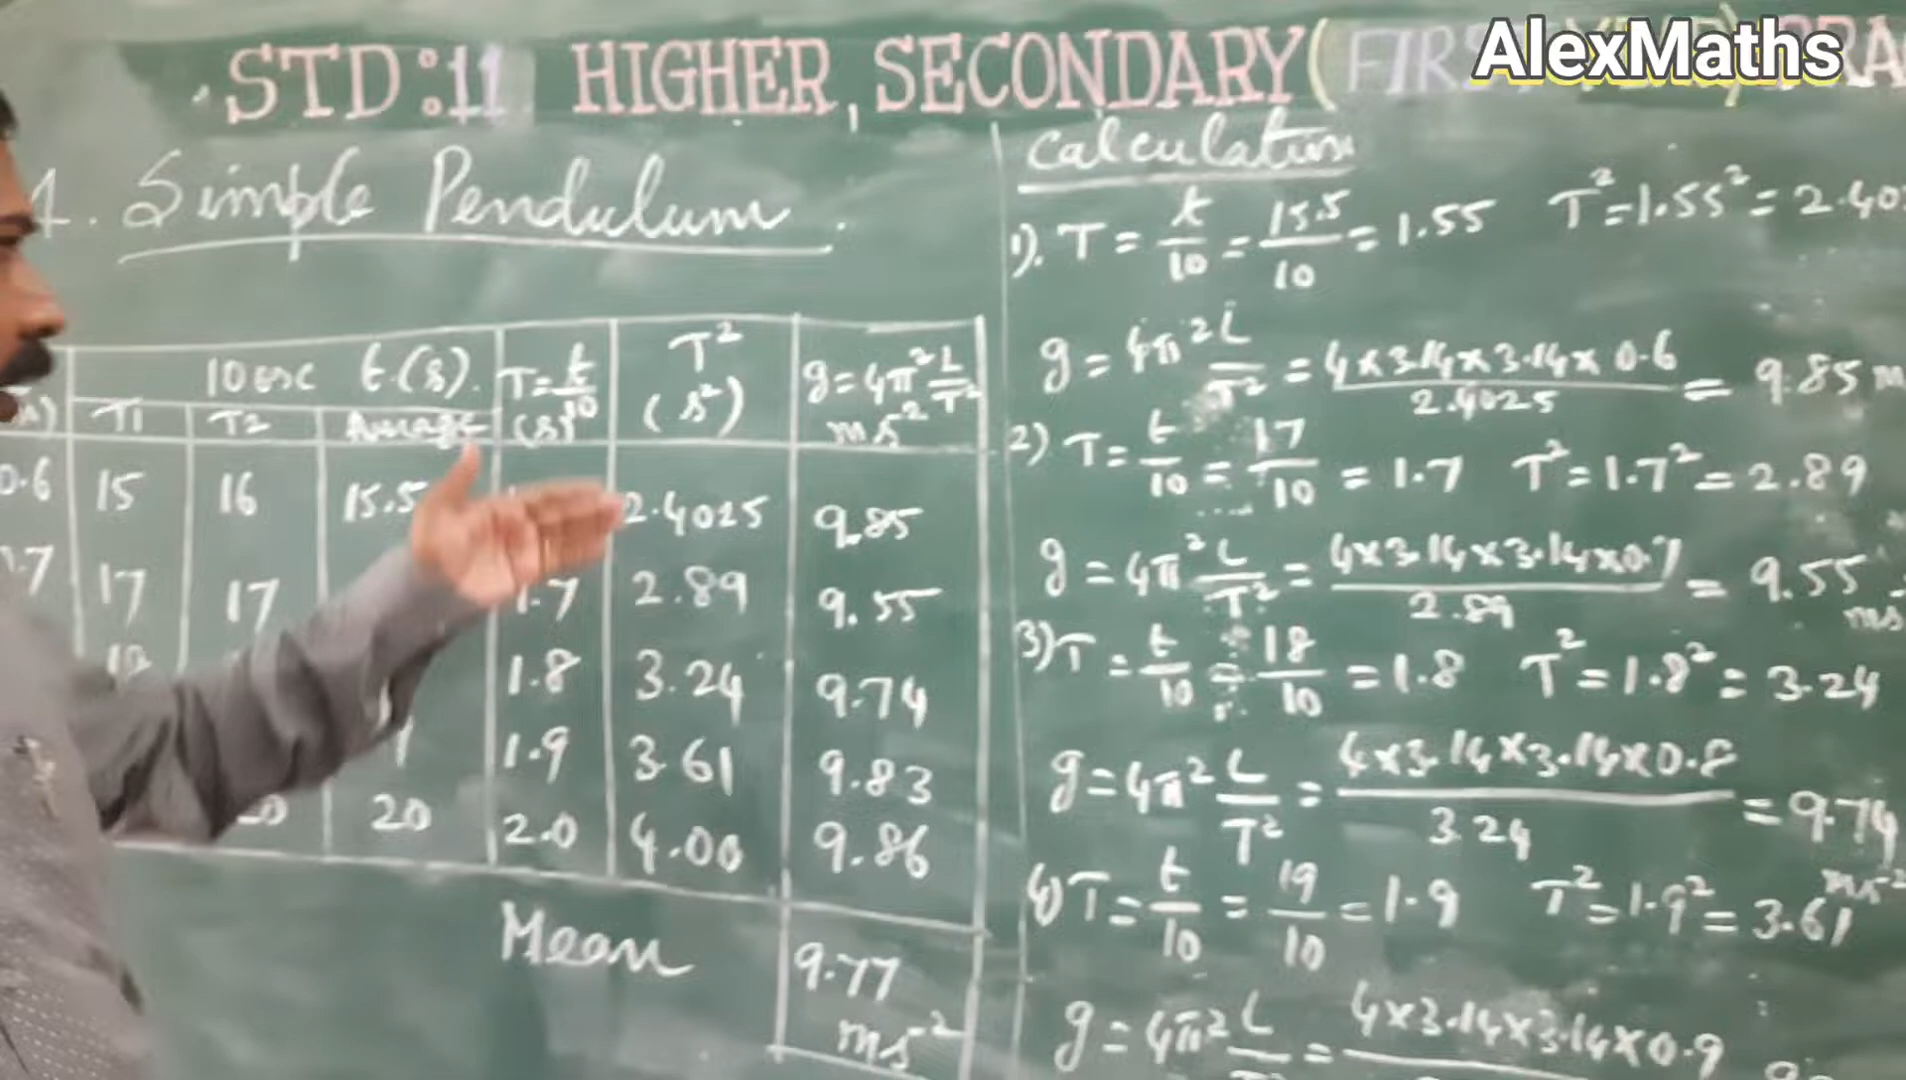 AlexMaths
STD:11 HIGHER, SECONDARY (FIRST
4. Simple Pendulum.
10 osc t(s). T=t/10 (s) T² (s²) g=4π² L/T² ms⁻²
T1 T2 Average
0.6 15 16 15.5 2.4025 9.85
17 17 1.7 2.89 9.55
1.8 3.24 9.74
1.9 3.61 9.83
20 2.0 4.00 9.86
Mean 9.77 ms⁻²
Calculation
1). T = t/10 = 15.5/10 = 1.55 T² = 1.55² = 2.40
g = 4π² L/T² = 4×3.14×3.14×0.6/2.4025 = 9.85 m
2) T = t/10 = 17/10 = 1.7 T² = 1.7² = 2.89
g = 4π² L/T² = 4×3.14×3.14×0.7/2.89 = 9.55 ms
3) T = t/10 = 18/10 = 1.8 T² = 1.8² = 3.24
g = 4π² L/T² = 4×3.14×3.14×0.8/3.24 = 9.74 ms⁻²
4) T = t/10 = 19/10 = 1.9 T² = 1.9² = 3.61
g = 4π² L = 4×3.14×3.14×0.9